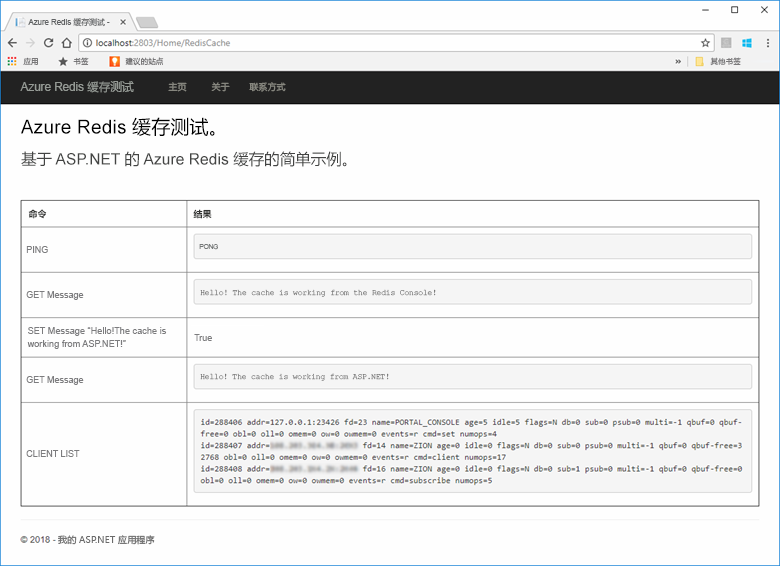 Azure Redis 缓存测试 -
localhost:2803/Home/RedisCache
应用 书签 建议的站点 » 其他书签
Azure Redis 缓存测试 主页 关于 联系方式
Azure Redis 缓存测试。
基于 ASP.NET 的 Azure Redis 缓存的简单示例。
命令 结果
PING PONG
GET Message Hello! The cache is working from the Redis Console!
SET Message "Hello!The cache is
working from ASP.NET!" True
GET Message Hello! The cache is working from ASP.NET!
CLIENT LIST
id=288406 addr=127.0.0.1:23426 fd=23 name=PORTAL_CONSOLE age=5 idle=5 flags=N db=0 sub=0 psub=0 multi=-1 qbuf=0 qbuf-
free=0 obl=0 oll=0 omem=0 ow=0 owmem=0 events=r cmd=set numops=4
id=288407 addr= fd=14 name=ZION age=0 idle=0 flags=N db=0 sub=0 psub=0 multi=-1 qbuf=0 qbuf-free=3
2768 obl=0 oll=0 omem=0 ow=0 owmem=0 events=r cmd=client numops=17
id=288408 addr= fd=16 name=ZION age=0 idle=0 flags=N db=0 sub=1 psub=0 multi=-1 qbuf=0 qbuf-free=0
obl=0 oll=0 omem=0 ow=0 owmem=0 events=r cmd=subscribe numops=5
© 2018 - 我的 ASP.NET 应用程序